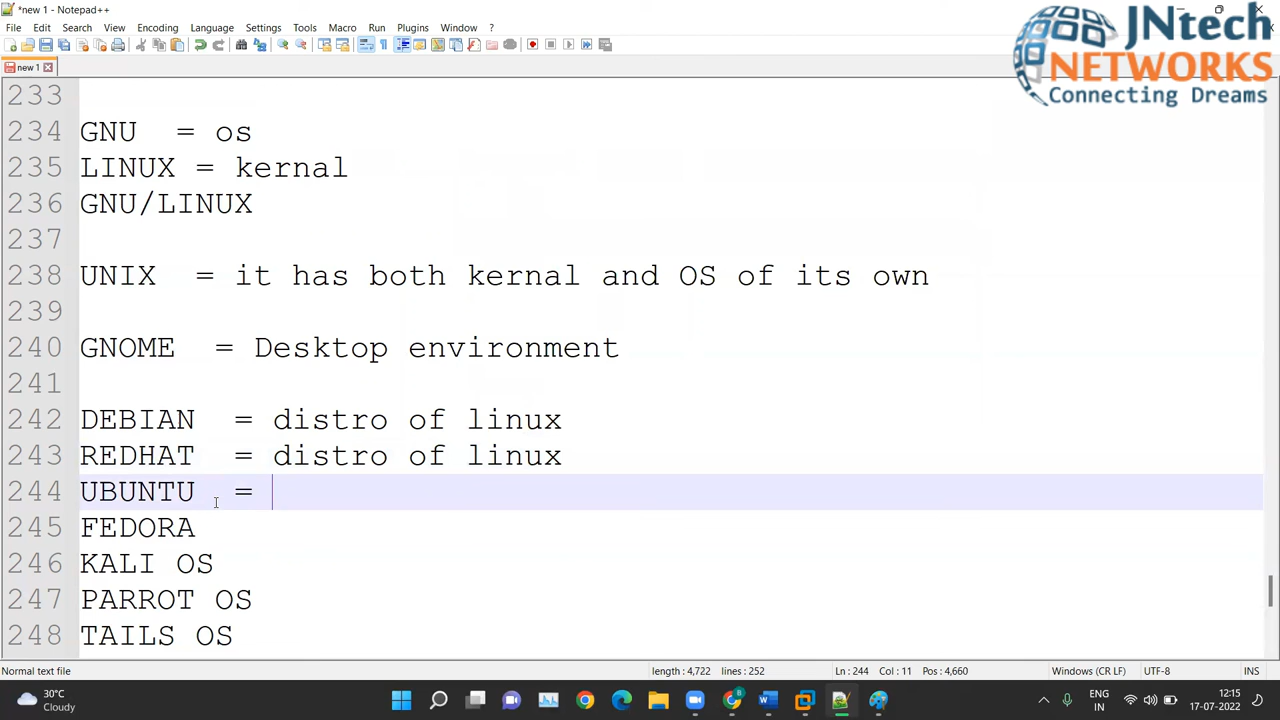 *new 1 - Notepad++
File Edit Search View Encoding Language Settings Tools Macro Run Plugins Window ?
new 1
JNtech
NETWORKS
Connecting Dreams
233
234 GNU = os
235 LINUX = kernal
236 GNU/LINUX
237
238 UNIX = it has both kernal and OS of its own
239
240 GNOME = Desktop environment
241
242 DEBIAN = distro of linux
243 REDHAT = distro of linux
244 UBUNTU =
245 FEDORA
246 KALI OS
247 PARROT OS
248 TAILS OS
Normal text file length : 4,722 lines : 252 Ln : 244 Col : 11 Pos : 4,660 Windows (CR LF) UTF-8 INS
30°C
Cloudy
ENG
IN
12:15
17-07-2022